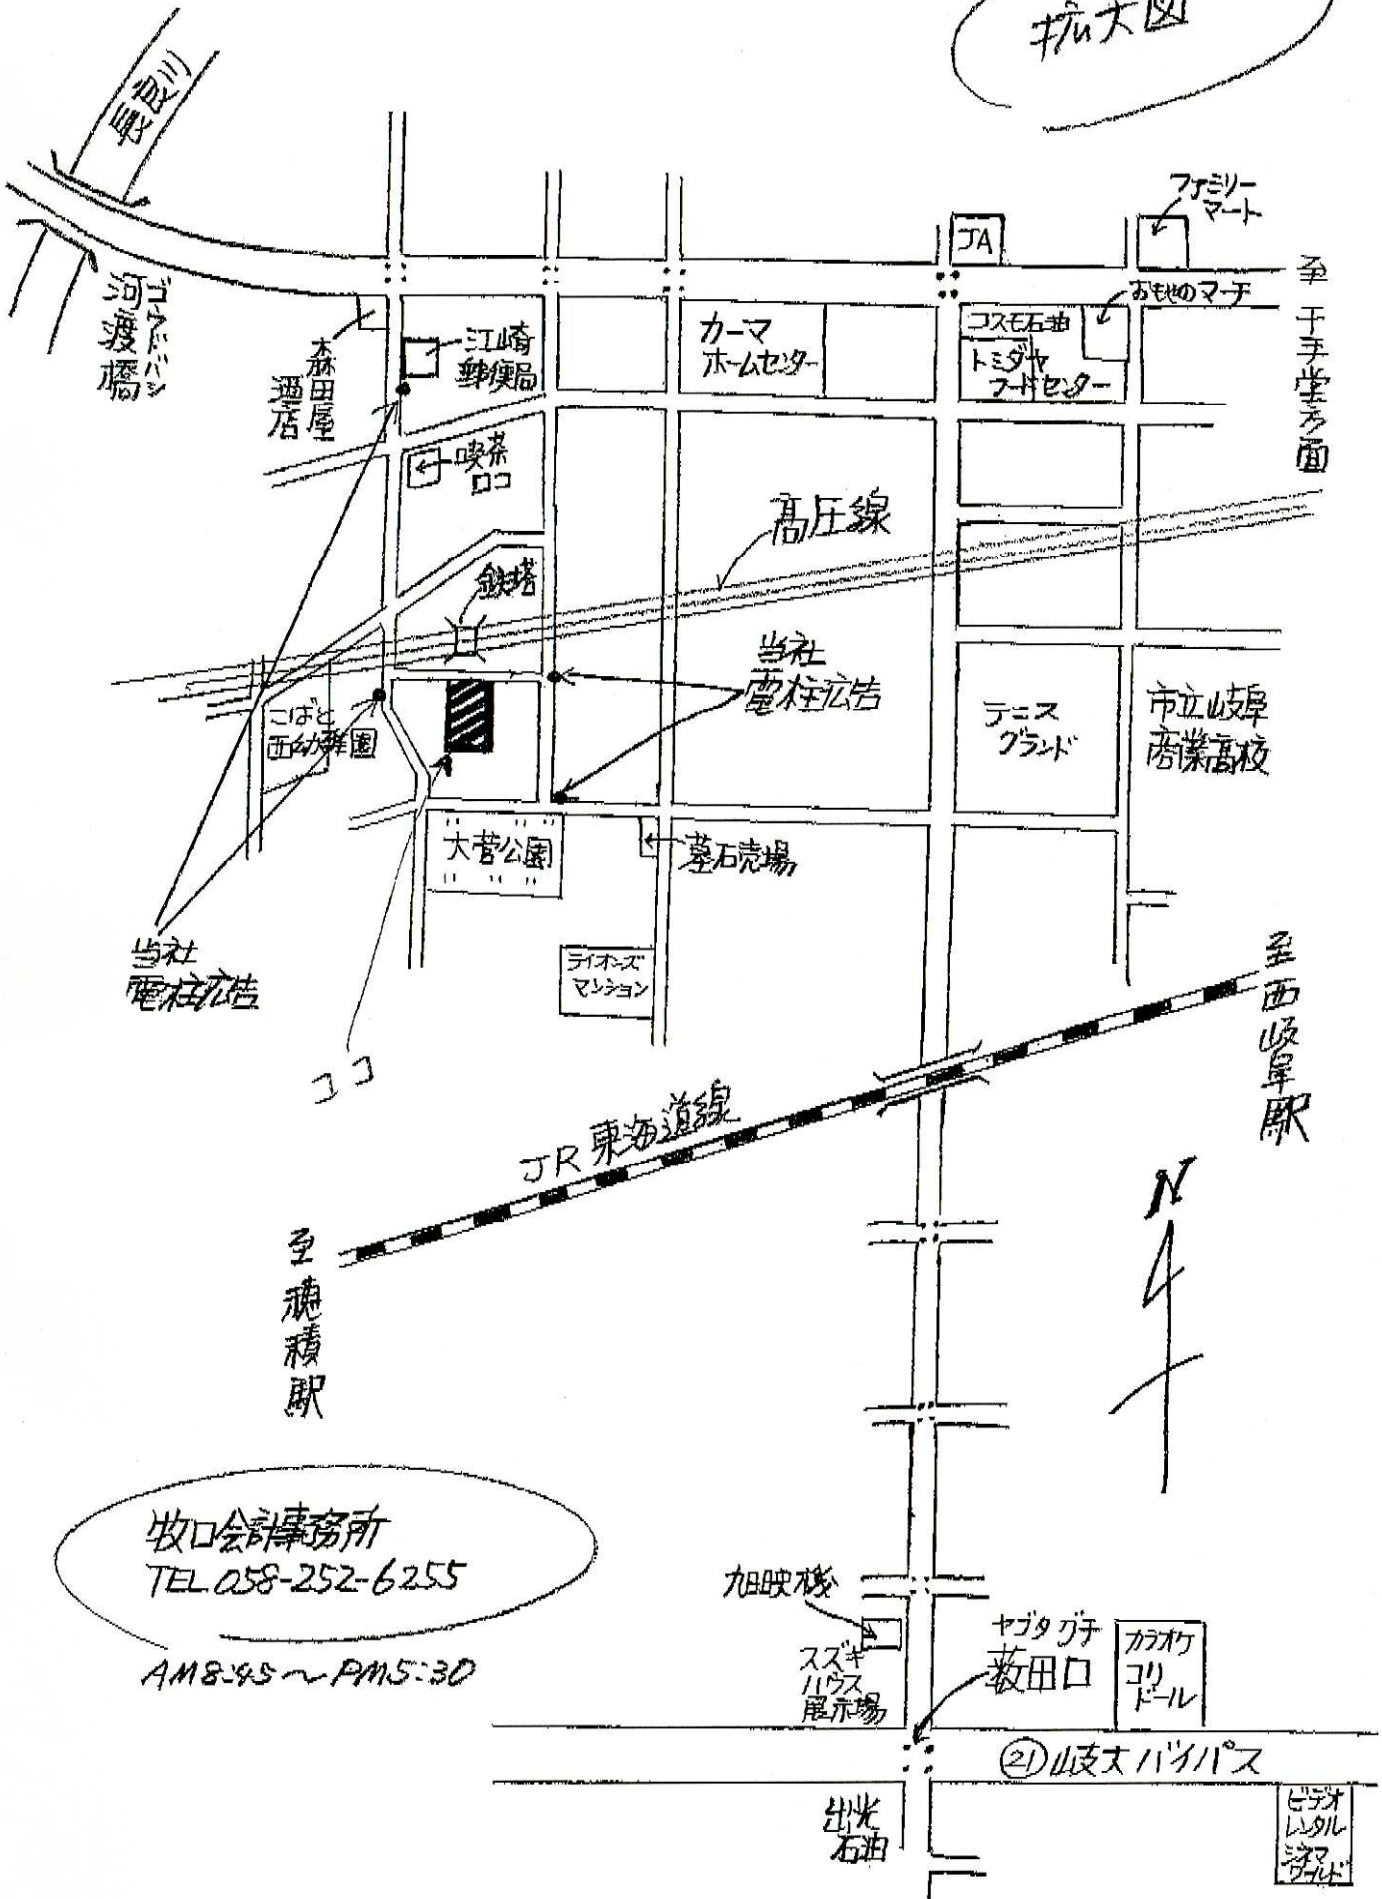 拡大図
長良川
ファミリー
マート
JA
至千手堂方面
おもちゃのマーチ
ゴウドバシ
河渡橋
森田屋
酒店
江崎
郵便局
カーマ
ホームセンター
コスモ石油
トミダヤ
フードセンター
喫茶
ロコ
高圧線
鉄塔
当社
電柱広告
こばと
西幼稚園
テニス
グランド
市立岐阜
商業高校
大菅公園
墓石売場
当社
電柱広告
ライオンズ
マンション
ココ
至西岐阜駅
JR東海道線
N
至穂積駅
牧口会計事務所
TEL 058-252-6255
AM8:45〜PM5:30
スズキ
ハウス
展示場
ヤブタグチ
薮田口
カラオケ
コリ
ドール
㉑岐大バイパス
出光
石油
ビデオ
レンタル
シネマ
ワールド